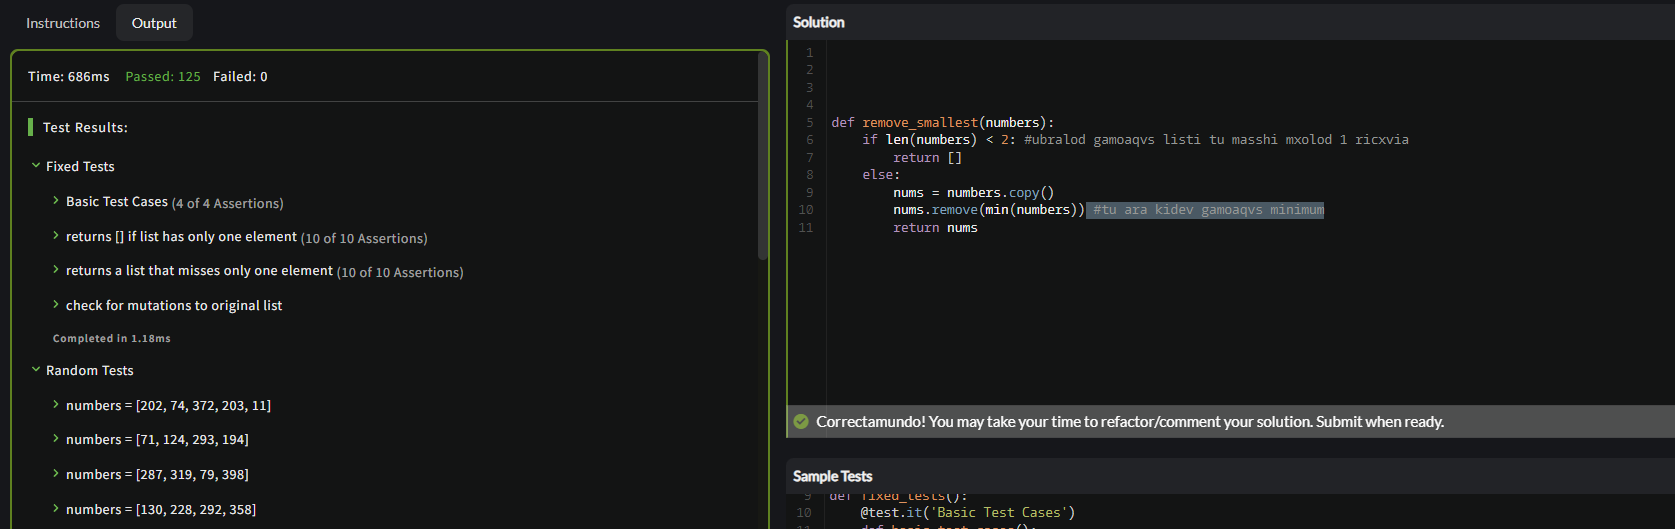 Instructions
Output
Time: 686ms Passed: 125 Failed: 0
Test Results:
Fixed Tests
Basic Test Cases (4 of 4 Assertions)
returns [] if list has only one element (10 of 10 Assertions)
returns a list that misses only one element (10 of 10 Assertions)
check for mutations to original list
Completed in 1.18ms
Random Tests
numbers = [202, 74, 372, 203, 11]
numbers = [71, 124, 293, 194]
numbers = [287, 319, 79, 398]
numbers = [130, 228, 292, 358]
Solution
1
2
3
4
5 def remove_smallest(numbers):
6 if len(numbers) < 2: #ubralod gamoaqvs listi tu masshi mxolod 1 ricxvia
7 return []
8 else:
9 nums = numbers.copy()
10 nums.remove(min(numbers)) #tu ara kidev gamoaqvs minimum
11 return nums
Correctamundo! You may take your time to refactor/comment your solution. Submit when ready.
Sample Tests
9 def fixed_tests():
10 @test.it('Basic Test Cases')